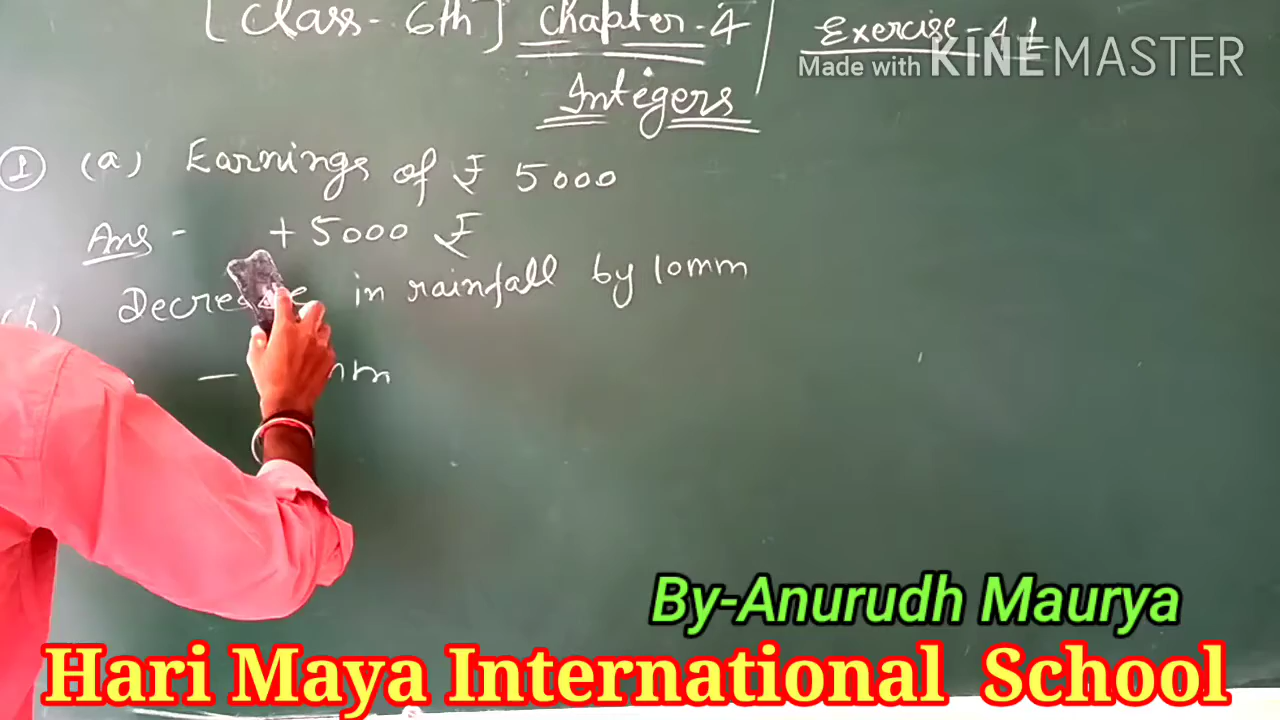 [Class - 6th] Chapter - 4 | Exercise - 4.1
Made with KINEMASTER
Integers
1 (a) Earnings of ₹ 5000
Ans - + 5000 ₹
(b) Decrease in rainfall by 10mm
- mm
By-Anurudh Maurya
Hari Maya International School